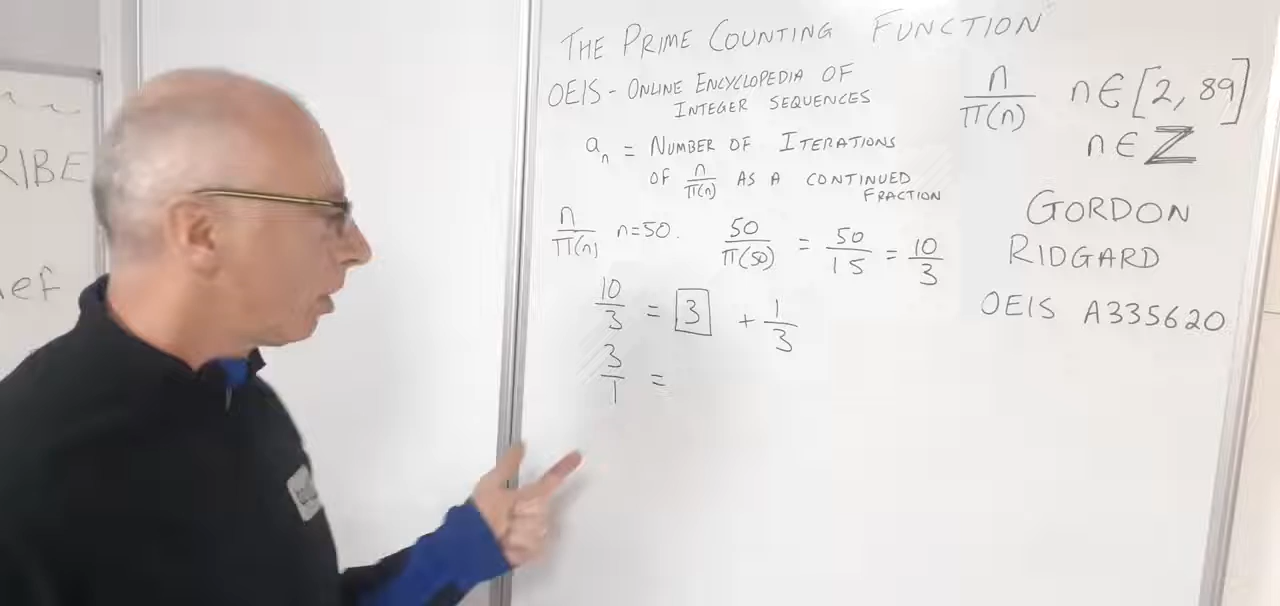 THE PRIME COUNTING FUNCTION
OEIS - ONLINE ENCYCLOPEDIA OF
INTEGER SEQUENCES
aₙ = NUMBER OF ITERATIONS
OF n/π(n) AS A CONTINUED
FRACTION
n/π(n) n=50. 50/π(50) = 50/15 = 10/3
10/3 = 3 + 1/3
3/1 =
n/π(n) n∈[2,89]
n∈ℤ
GORDON
RIDGARD
OEIS A335620
RIBE
ef